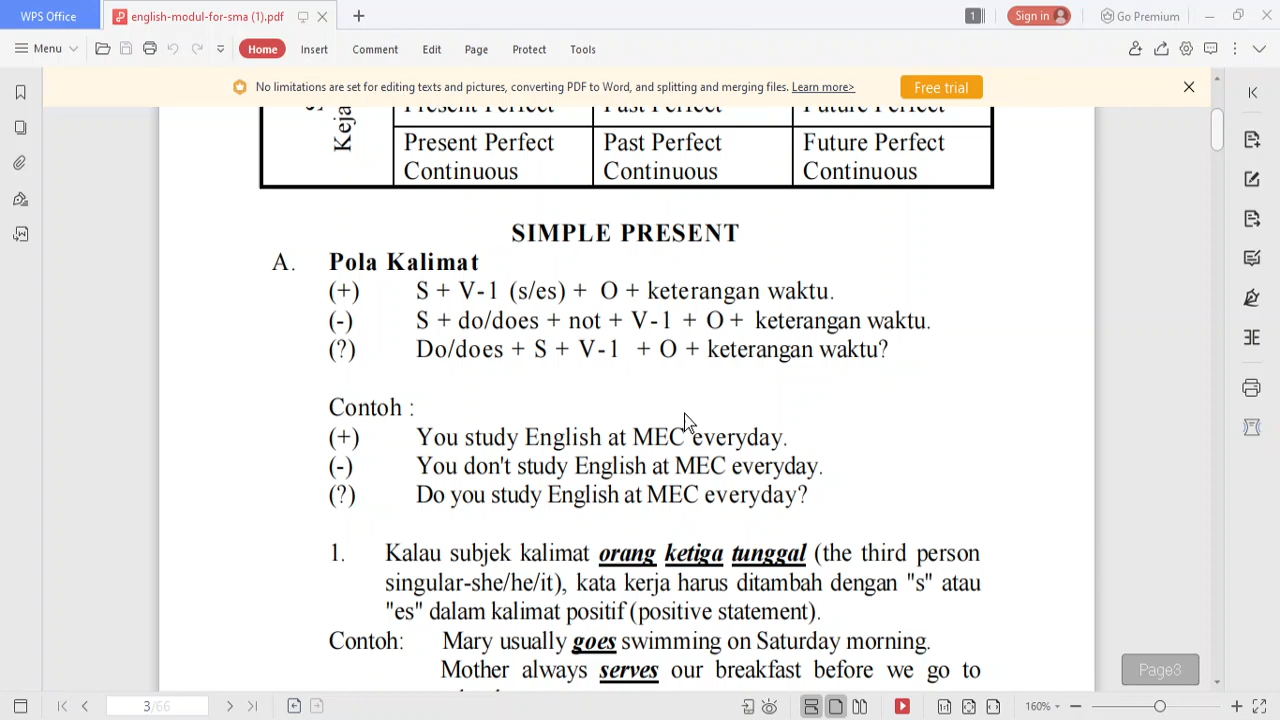 WPS Office
english-modul-for-sma (1).pdf
1
Sign in
Go Premium
Menu
Home
Insert
Comment
Edit
Page
Protect
Tools
No limitations are set for editing texts and pictures, converting PDF to Word, and splitting and merging files. Learn more>
Free trial
Keja
Present Perfect
Past Perfect
Future Perfect
Present Perfect
Past Perfect
Future Perfect
Continuous
Continuous
Continuous
SIMPLE PRESENT
A. Pola Kalimat
(+) S + V-1 (s/es) + O + keterangan waktu.
(-) S + do/does + not + V-1 + O + keterangan waktu.
(?) Do/does + S + V-1 + O + keterangan waktu?
Contoh :
(+) You study English at MEC everyday.
(-) You don't study English at MEC everyday.
(?) Do you study English at MEC everyday?
1. Kalau subjek kalimat orang ketiga tunggal (the third person
singular-she/he/it), kata kerja harus ditambah dengan "s" atau
"es" dalam kalimat positif (positive statement).
Contoh: Mary usually goes swimming on Saturday morning.
Mother always serves our breakfast before we go to
Page3
3/66
160%